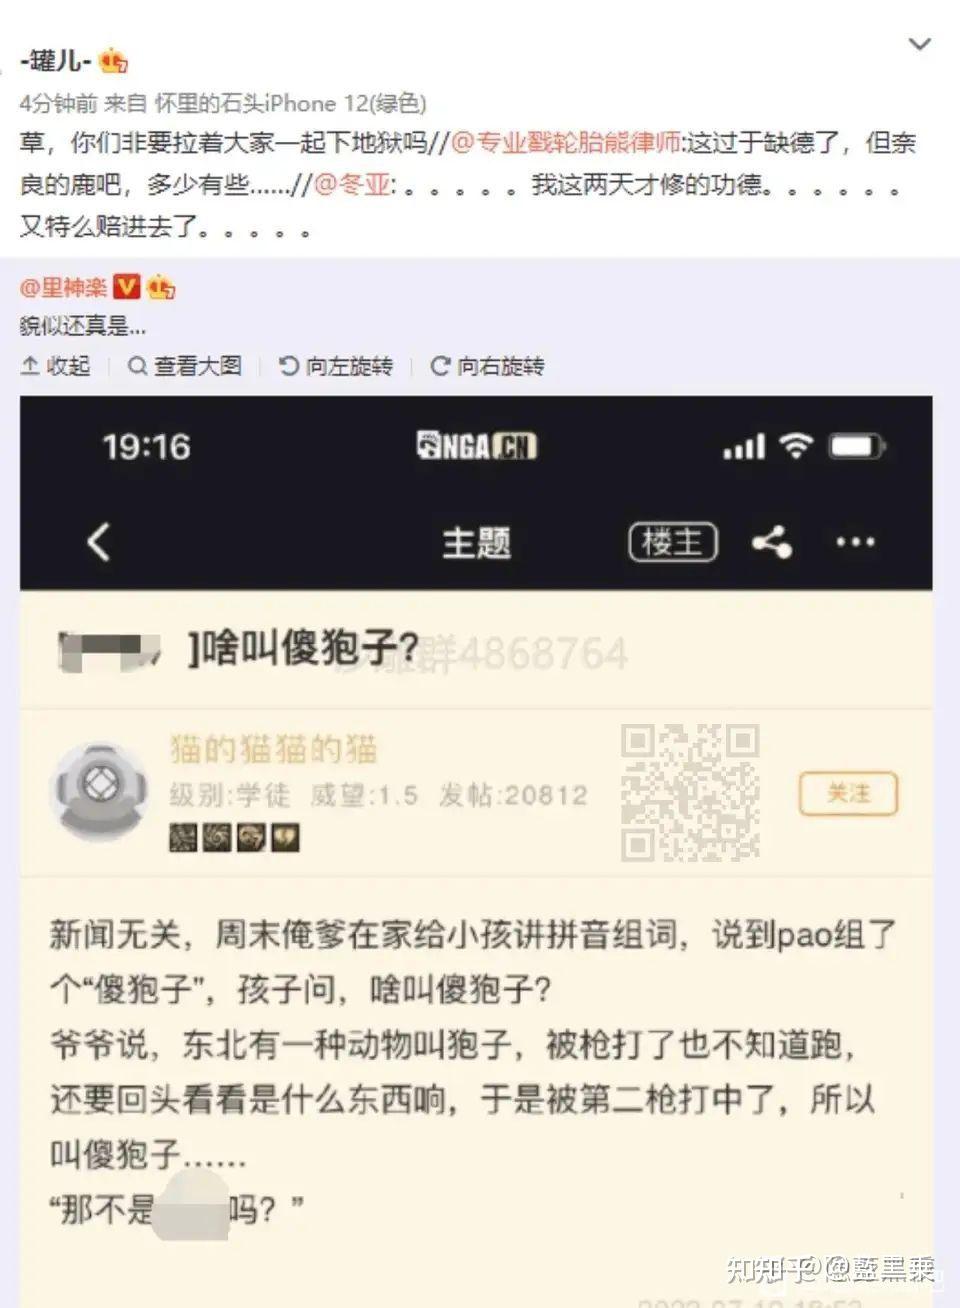 -罐儿-
4分钟前 来自 怀里的石头iPhone 12(绿色)
草，你们非要拉着大家一起下地狱吗//@专业戳轮胎熊律师:这过于缺德了，但奈
良的鹿吧，多少有些......//@冬亚:。。。。。我这两天才修的功德。。。。。。
又特么赔进去了。。。。。
@里神楽 V
貌似还真是...
收起 查看大图 向左旋转 向右旋转
19:16 NGA.CN
主题 楼主
]啥叫傻狍子?
群4868764
猫的猫猫的猫
级别:学徒 威望:1.5 发帖:20812
关注
新闻无关，周末俺爹在家给小孩讲拼音组词，说到pao组了
个“傻狍子”，孩子问，啥叫傻狍子?
爷爷说，东北有一种动物叫狍子，被枪打了也不知道跑，
还要回头看看是什么东西响，于是被第二枪打中了，所以
叫傻狍子......
“那不是 吗？”
知乎 @藍黒乗